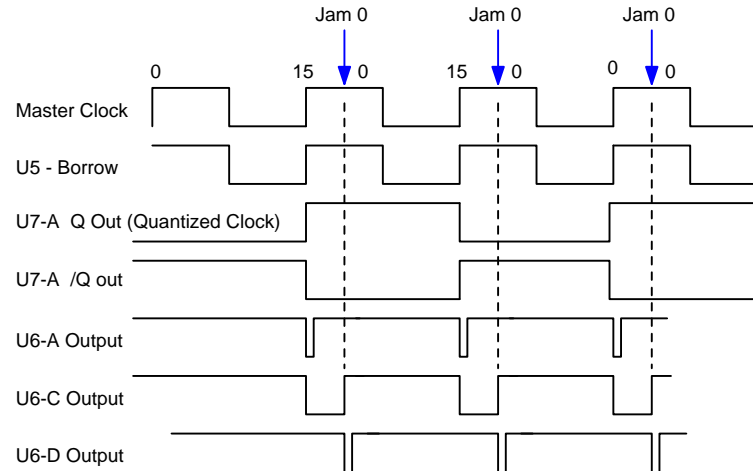 Jam 0 Jam 0 Jam 0
0 15 0 15 0 0 0
Master Clock
U5 - Borrow
U7-A Q Out (Quantized Clock)
U7-A /Q out
U6-A Output
U6-C Output
U6-D Output